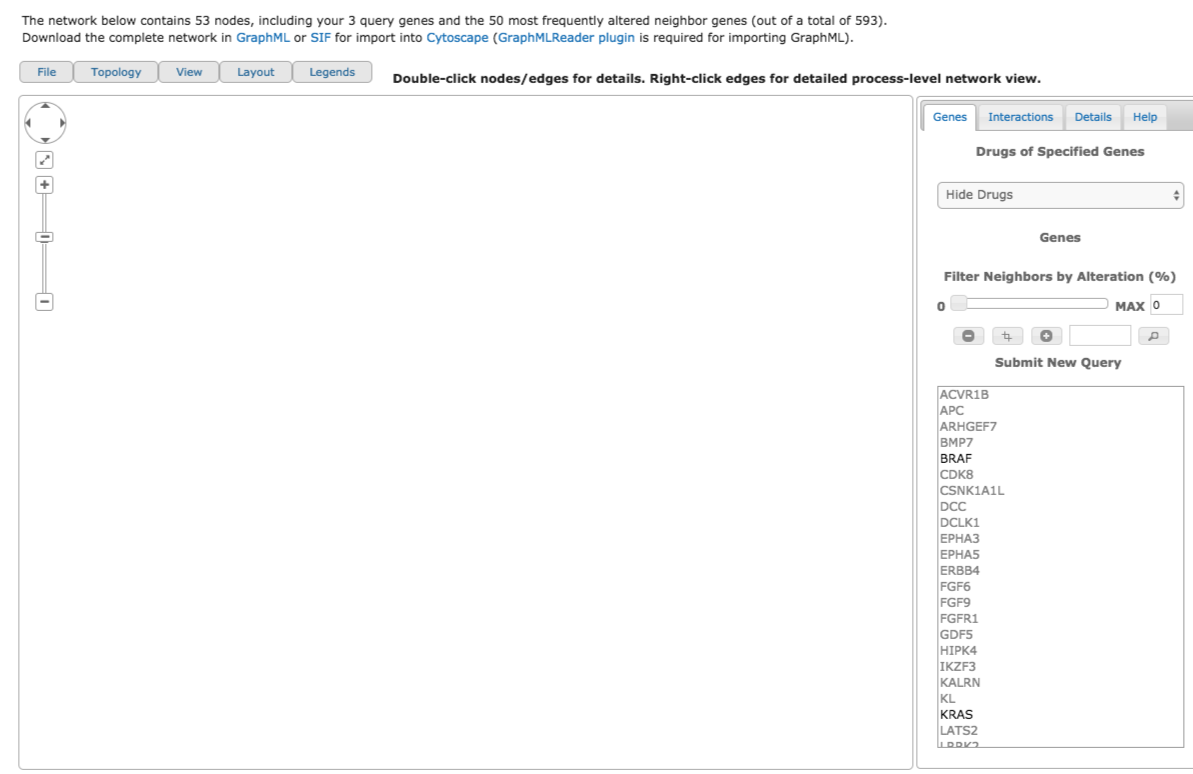 The network below contains 53 nodes, including your 3 query genes and the 50 most frequently altered neighbor genes (out of a total of 593).
Download the complete network in GraphML or SIF for import into Cytoscape (GraphMLReader plugin is required for importing GraphML).
File Topology View Layout Legends
Double-click nodes/edges for details. Right-click edges for detailed process-level network view.
Genes Interactions Details Help
Drugs of Specified Genes
Hide Drugs
Genes
Filter Neighbors by Alteration (%)
0 MAX 0
Submit New Query
ACVR1B
APC
ARHGEF7
BMP7
BRAF
CDK8
CSNK1A1L
DCC
DCLK1
EPHA3
EPHA5
ERBB4
FGF6
FGF9
FGFR1
GDF5
HIPK4
IKZF3
KALRN
KL
KRAS
LATS2
LRRK2